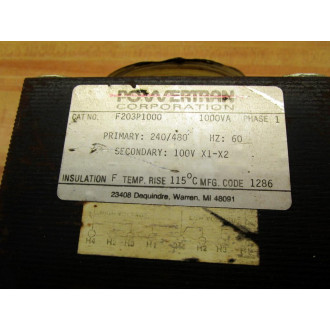 POWERTRAN
CORPORATION
CAT NO. F203P1000 1000VA PHASE 1
PRIMARY: 240/480 HZ: 60
SECONDARY: 100V X1-X2
INSULATION F TEMP. RISE 115°C MFG. CODE 1286
23409 Dequindre, Warren, MI 48091